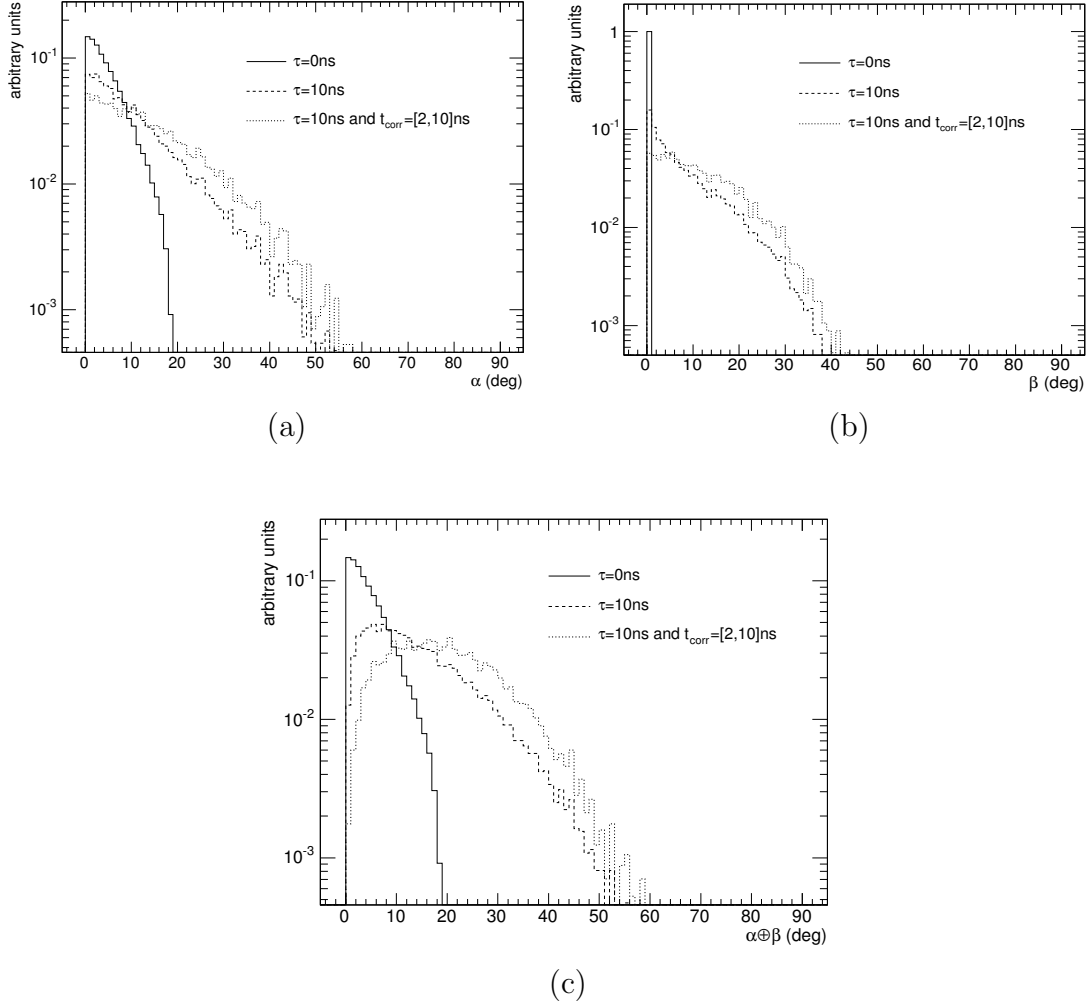 arbitrary units
10⁻¹
10⁻²
10⁻³
τ=0ns
τ=10ns
τ=10ns and t_corr=[2,10]ns
0 10 20 30 40 50 60 70 80 90
α (deg)
(a)
arbitrary units
1
10⁻¹
10⁻²
10⁻³
τ=0ns
τ=10ns
τ=10ns and t_corr=[2,10]ns
0 10 20 30 40 50 60 70 80 90
β (deg)
(b)
arbitrary units
10⁻¹
10⁻²
10⁻³
τ=0ns
τ=10ns
τ=10ns and t_corr=[2,10]ns
0 10 20 30 40 50 60 70 80 90
α⊕β (deg)
(c)